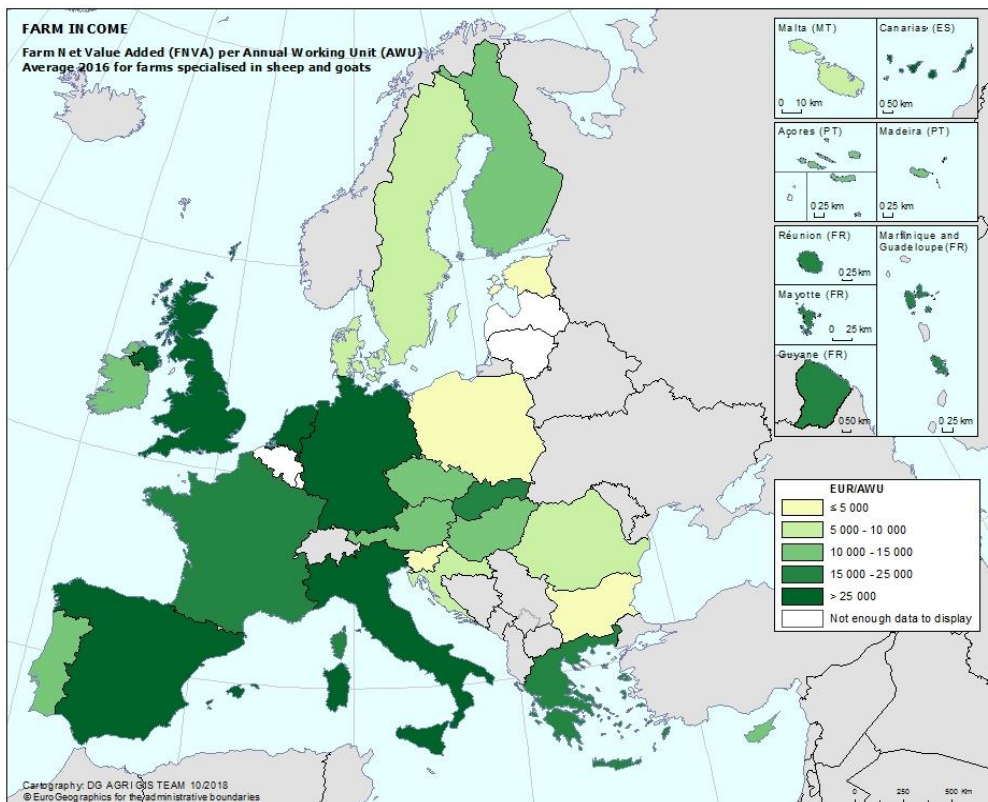 FARM INCOME
Farm Net Value Added (FNVA) per Annual Working Unit (AWU)
Average 2016 for farms specialised in sheep and goats
Malta (MT)
0 10 km
Canarias (ES)
0 50 km
Açores (PT)
0 25 km
Madeira (PT)
0 25 km
Réunion (FR)
0 25 km
Martinique and
Guadeloupe (FR)
0 25 km
Mayotte (FR)
0 25 km
Guyane (FR)
0 50 km
EUR/AWU
≤ 5 000
5 000 - 10 000
10 000 - 15 000
15 000 - 25 000
> 25 000
Not enough data to display
Cartography: DG AGRI GIS TEAM 10/2018
© EuroGeographics for the administrative boundaries
0 250 500 Km